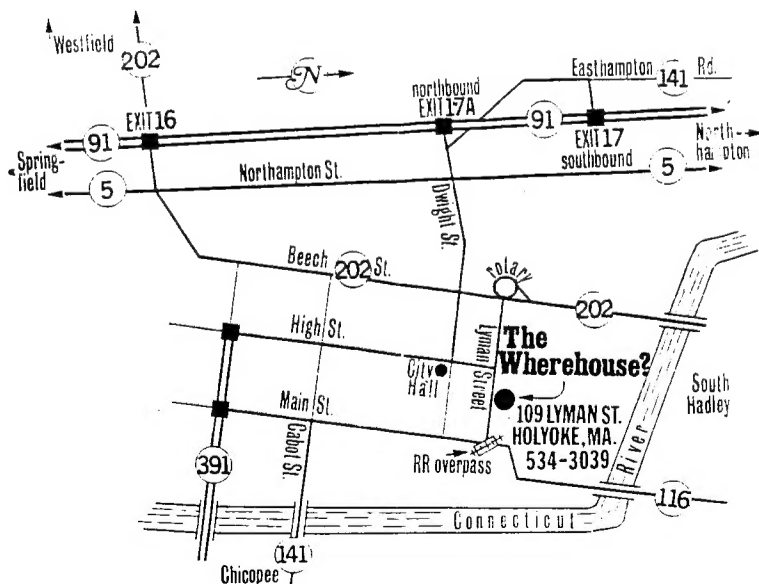 Westfield
202
N
Easthampton
141
Rd.
northbound
EXIT 17A
EXIT 16
91
91
EXIT 17
southbound
North-
hampton
Spring-
field
5
Northampton St.
5
Dwight St.
Beech
202
St.
rotary
202
High St.
Lyman
Street
The
Wherehouse?
City
Hall
South
Hadley
Main St.
109 LYMAN ST.
HOLYOKE, MA.
534-3039
Cabot St.
391
RR overpass
River
116
Connecticut
141
Chicopee